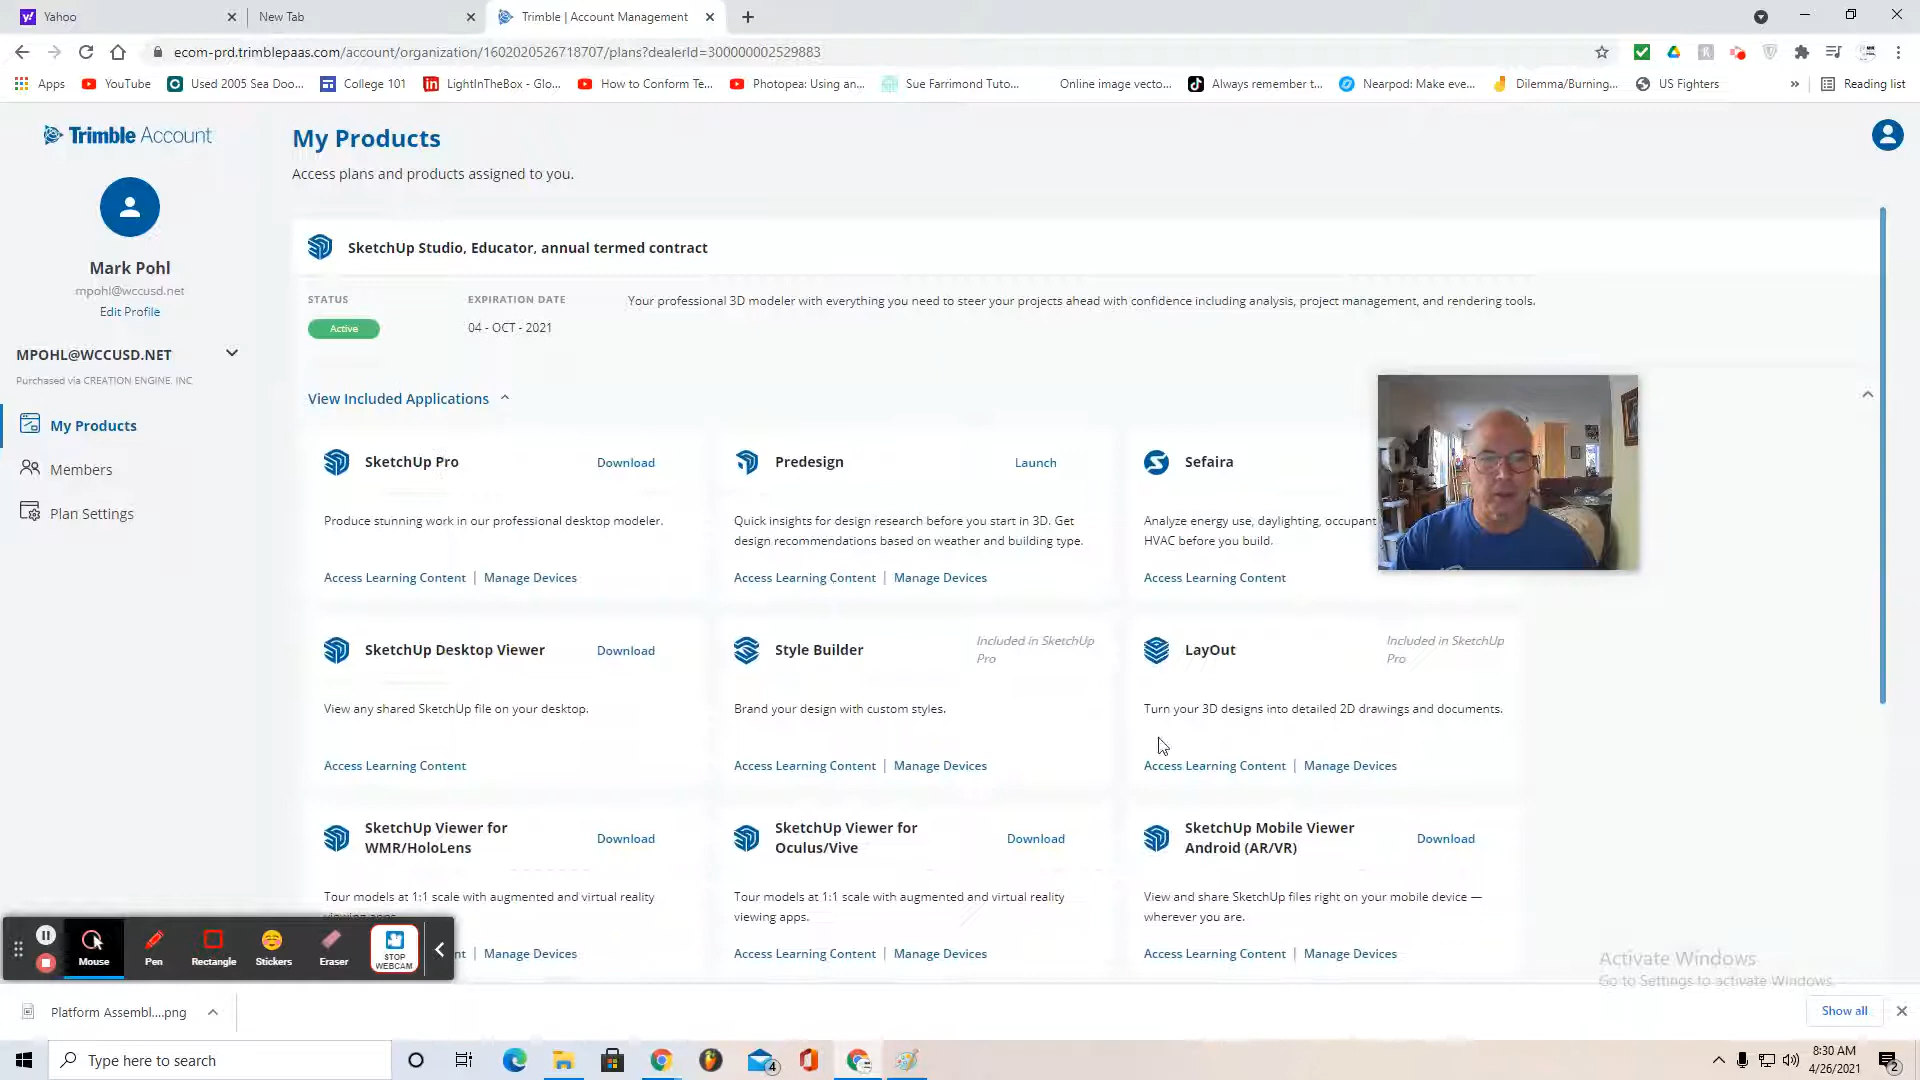 Yahoo
New Tab
Trimble | Account Management
ecom-prd.trimblepaas.com/account/organization/1602020526718707/plans?dealerId=300000002529883
Apps
YouTube
Used 2005 Sea Doo...
College 101
LightInTheBox - Glo...
How to Conform Te...
Photopea: Using an...
Sue Farrimond Tuto...
Online image vecto...
Always remember t...
Nearpod: Make eve...
Dilemma/Burning...
US Fighters
»
Reading list
Trimble Account
Mark Pohl
mpohl@wccusd.net
Edit Profile
MPOHL@WCCUSD.NET
Purchased via CREATION ENGINE, INC
My Products
Members
Plan Settings
My Products
Access plans and products assigned to you.
SketchUp Studio, Educator, annual termed contract
STATUS
Active
EXPIRATION DATE
04 - OCT - 2021
Your professional 3D modeler with everything you need to steer your projects ahead with confidence including analysis, project management, and rendering tools.
View Included Applications
SketchUp Pro
Download
Produce stunning work in our professional desktop modeler.
Access Learning Content | Manage Devices
Predesign
Launch
Quick insights for design research before you start in 3D. Get
design recommendations based on weather and building type.
Access Learning Content | Manage Devices
Sefaira
Analyze energy use, daylighting, occupant
HVAC before you build.
Access Learning Content
SketchUp Desktop Viewer
Download
View any shared SketchUp file on your desktop.
Access Learning Content
Style Builder
Included in SketchUp
Pro
Brand your design with custom styles.
Access Learning Content | Manage Devices
LayOut
Included in SketchUp
Pro
Turn your 3D designs into detailed 2D drawings and documents.
Access Learning Content | Manage Devices
SketchUp Viewer for
WMR/HoloLens
Download
Tour models at 1:1 scale with augmented and virtual reality
viewing apps.
nt | Manage Devices
SketchUp Viewer for
Oculus/Vive
Download
Tour models at 1:1 scale with augmented and virtual reality
viewing apps.
Access Learning Content | Manage Devices
SketchUp Mobile Viewer
Android (AR/VR)
Download
View and share SketchUp files right on your mobile device —
wherever you are.
Access Learning Content | Manage Devices
Mouse
Pen
Rectangle
Stickers
Eraser
STOP
WEBCAM
Activate Windows
Go to Settings to activate Windows.
Platform Assembl....png
Show all
Type here to search
4
8:30 AM
4/26/2021
2